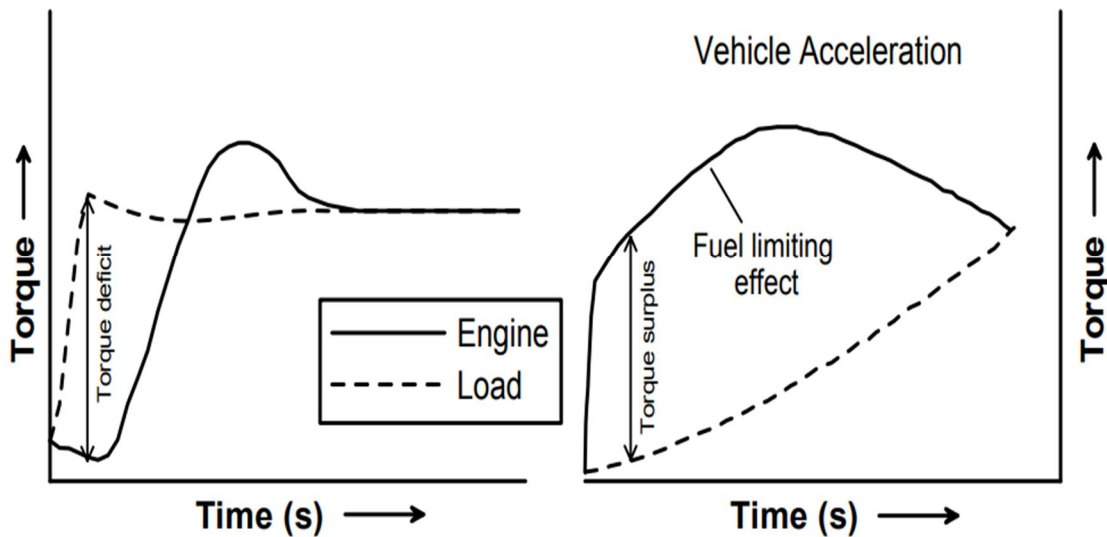 Torque
Torque deficit
Engine
Load
Time (s)
Vehicle Acceleration
Fuel limiting
effect
Torque surplus
Torque
Time (s)